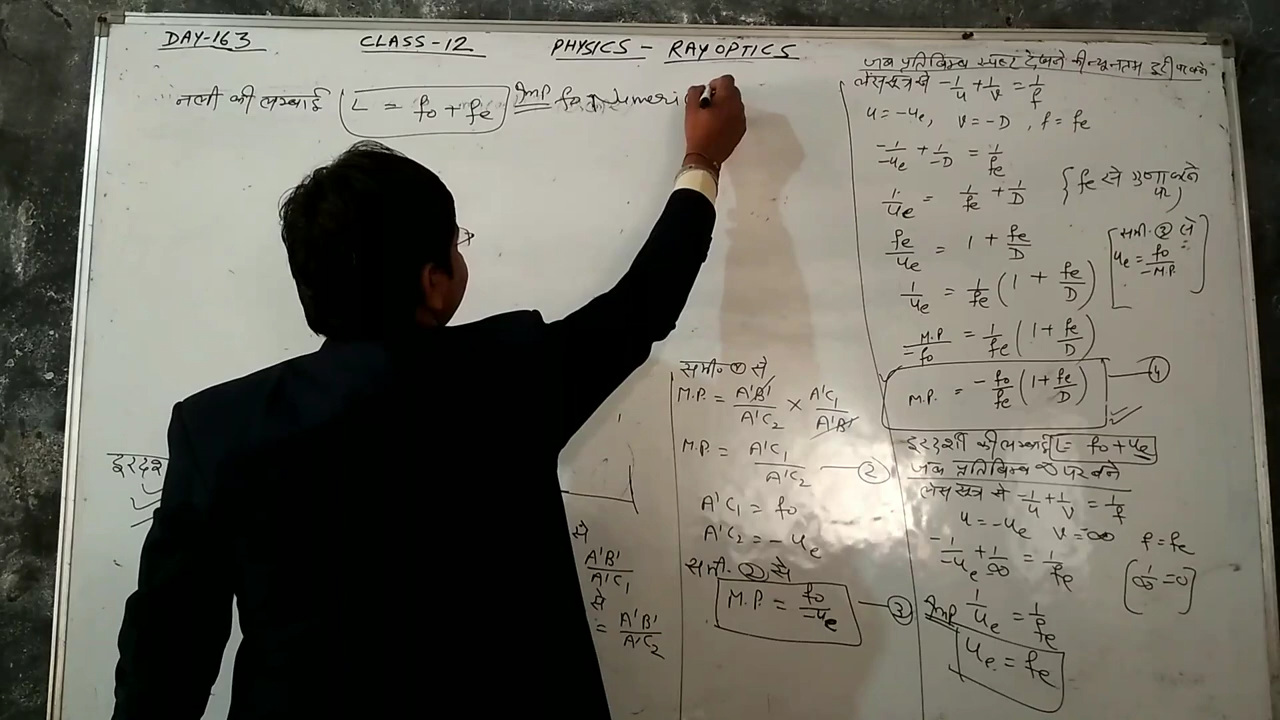 DAY-163 CLASS-12 PHYSICS - RAY OPTICS
नली की लम्बाई L = fo + fe Imp for Numeri
दूरदर्श
से
A'B'/A'C1
से
= A'B'/A'C2
समी. ① से
M.P. = A'B'/A'C2 × A'C1/A'B'
M.P. = A'C1/A'C2 — ②
A'C1 = fo
A'C2 = -ue
समी. ② से
M.P. = fo/-ue — ③
जब प्रतिबिम्ब स्पष्ट देखने की न्यूनतम दूरी पर बने
लेंस सूत्र से -1/u + 1/v = 1/f
u = -ue, v = -D, f = fe
-1/-ue + 1/-D = 1/fe
1/ue = 1/fe + 1/D { fe से गुणा करने पर)
fe/ue = 1 + fe/D
[समी. ② से
ue = fo/-M.P.]
1/ue = 1/fe (1 + fe/D)
M.P./-fo = 1/fe (1 + fe/D)
M.P. = -fo/fe (1 + fe/D) — ④
दूरदर्शी की लम्बाई L = fo + ue
जब प्रतिबिम्ब ∞ पर बने
लेंस सूत्र से -1/u + 1/v = 1/f
u = -ue v = ∞ f = fe
-1/-ue + 1/∞ = 1/fe [1/∞ = 0]
Imp 1/ue = 1/fe
ue = fe